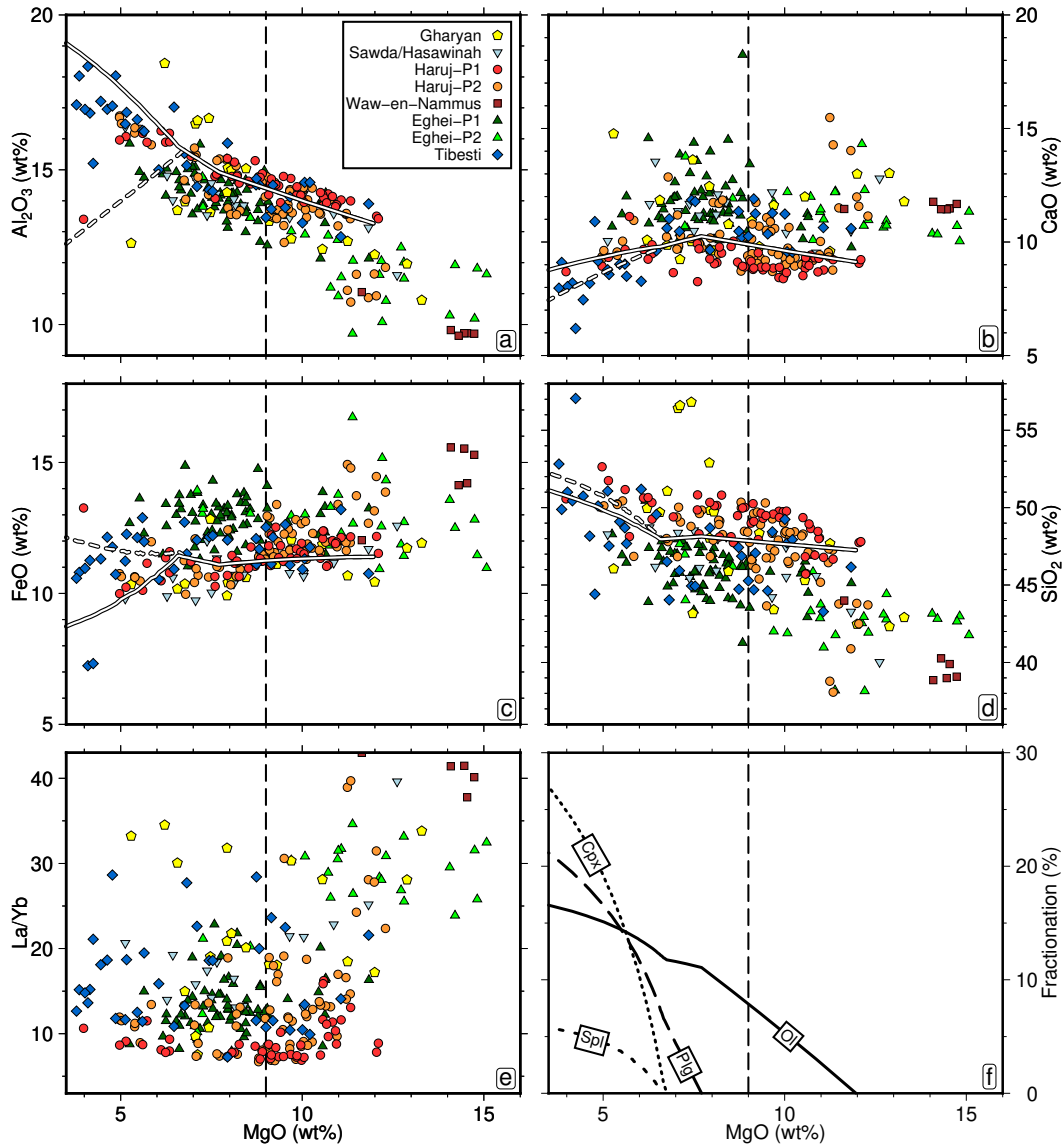 20
15
10
Al2O3 (wt%)
Gharyan
Sawda/Hasawinah
Haruj−P1
Haruj−P2
Waw−en−Nammus
Eghei−P1
Eghei−P2
Tibesti
a
20
15
10
5
CaO (wt%)
b
15
10
5
FeO (wt%)
c
55
50
45
40
SiO2 (wt%)
d
40
30
20
10
La/Yb
5
10
15
MgO (wt%)
e
30
20
10
0
Fractionation (%)
Cpx
Spl
Plg
Ol
5
10
15
MgO (wt%)
f